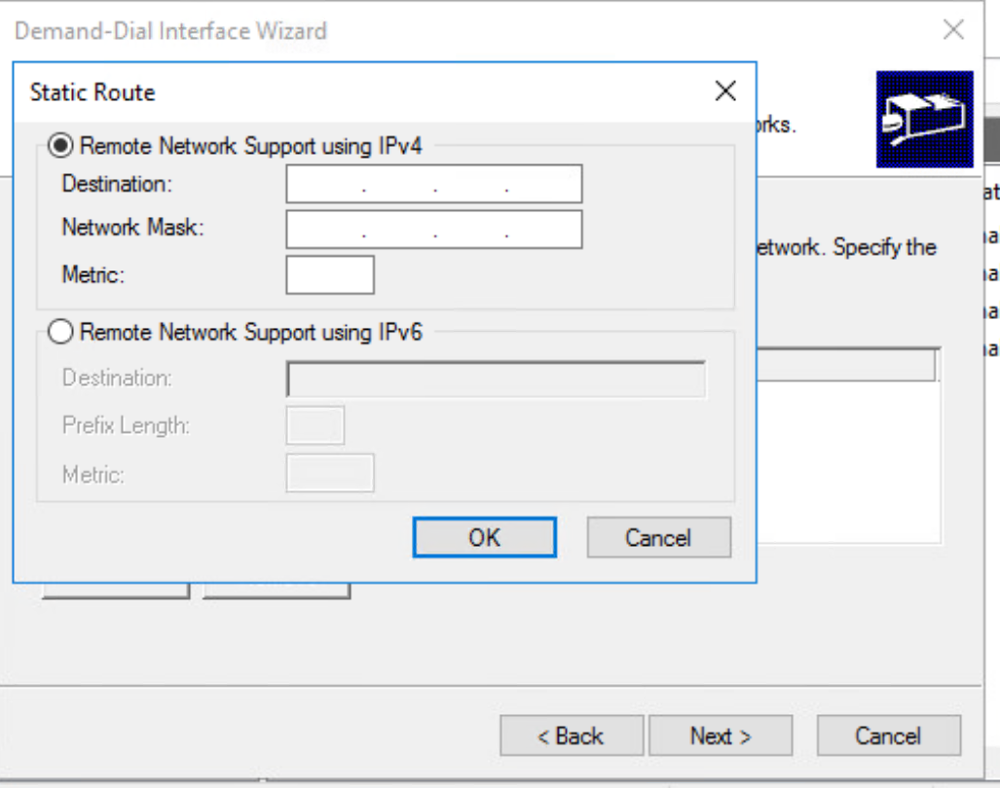 Demand-Dial Interface Wizard
Static Route
Remote Network Support using IPv4
Destination:
Network Mask:
Metric:
Remote Network Support using IPv6
Destination:
Prefix Length:
Metric:
OK
Cancel
etwork. Specify the
< Back
Next >
Cancel